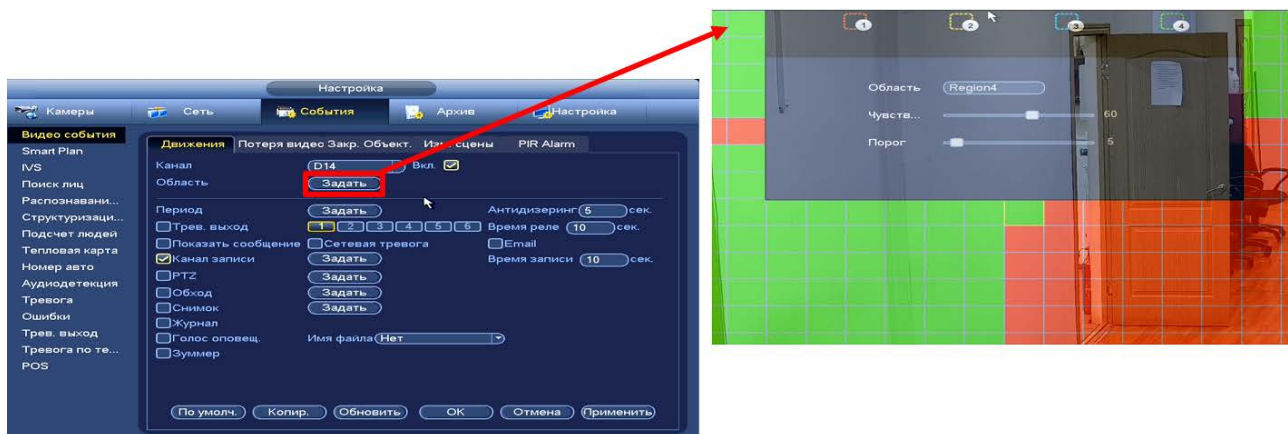 Настройка
Камеры Сеть События Архив Настройка
Видео события
Smart Plan
IVS
Поиск лиц
Распознавани...
Структуризаци...
Подсчет людей
Тепловая карта
Номер авто
Аудиодетекция
Тревога
Ошибки
Трев. выход
Тревога по те...
POS
Движения Потеря видео Закр. Объект. сцены PIR Alarm
Канал D14 Вкл.
Область Задать
Период Задать Антидизеринг 5 сек.
Трев. выход 1 2 3 4 5 6 Время реле 10 сек.
Показать сообщение Сетевая тревога Email
Канал записи Задать Время записи 10 сек.
PTZ Задать
Обход Задать
Снимок Задать
Журнал
Голос оповещ. Имя файла Нет
Зуммер
По умолч. Копир. Обновить OK Отмена Применить
1 2 3 4
Область Region4
Чувств... 60
Порог 5